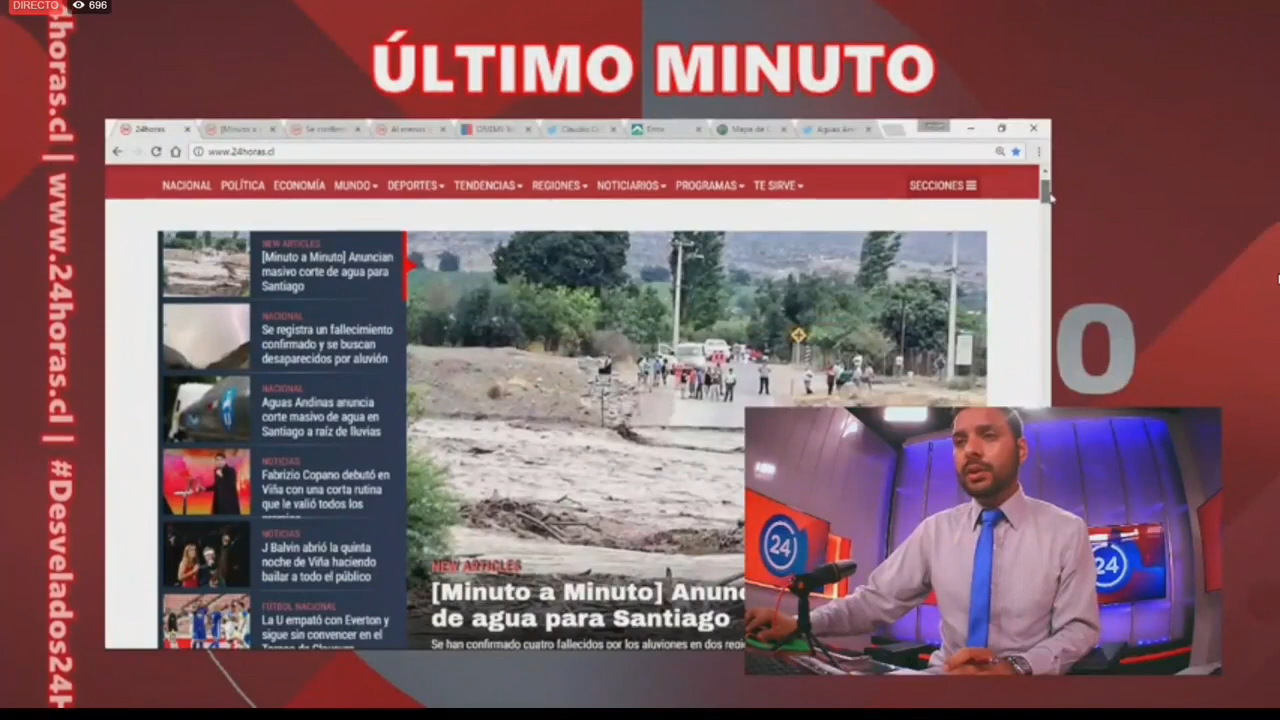 DIRECTO 696
ÚLTIMO MINUTO
24horas
www.24horas.cl
NACIONAL POLÍTICA ECONOMÍA MUNDO DEPORTES TENDENCIAS REGIONES NOTICIARIOS PROGRAMAS TE SIRVE SECCIONES
NEW ARTICLES
[Minuto a Minuto] Anuncian
masivo corte de agua para
Santiago
NACIONAL
Se registra un fallecimiento
confirmado y se buscan
desaparecidos por aluvión
NACIONAL
Aguas Andinas anuncia
corte masivo de agua en
Santiago a raíz de lluvias
NOTICIAS
Fabrizio Copano debutó en
Viña con una corta rutina
que le valió todos los
NOTICIAS
J Balvin abrió la quinta
noche de Viña haciendo
bailar a todo el público
FÚTBOL NACIONAL
La U empató con Everton y
sigue sin convencer en el
NEW ARTICLES
[Minuto a Minuto]
de agua para Santiago
Se han confirmado cuatro fallecidos por los aluviones en dos
24
24
O
horas.cl | www.24horas.cl | #Desvelados24H